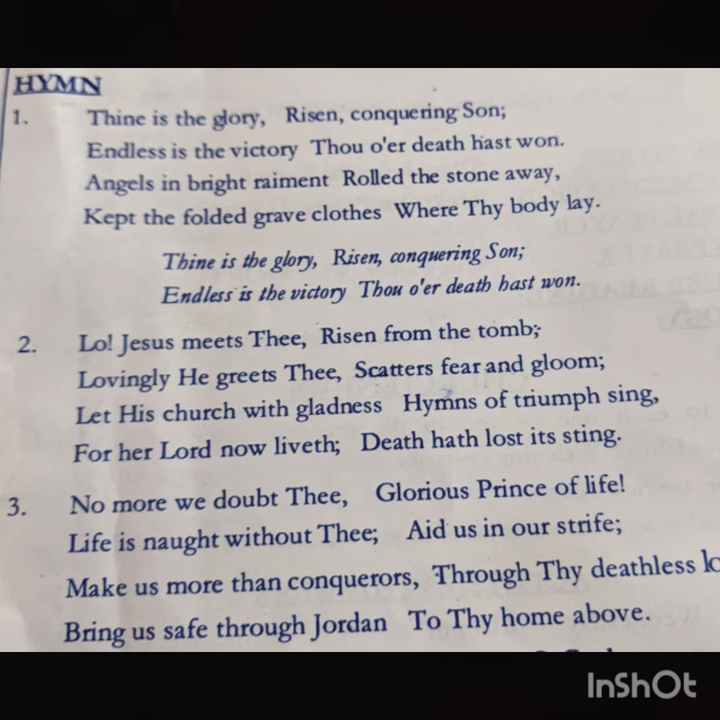 HYMN
1. Thine is the glory, Risen, conquering Son;
Endless is the victory Thou o'er death hast won.
Angels in bright raiment Rolled the stone away,
Kept the folded grave clothes Where Thy body lay.
Thine is the glory, Risen, conquering Son;
Endless is the victory Thou o'er death hast won.
2. Lo! Jesus meets Thee, Risen from the tomb;
Lovingly He greets Thee, Scatters fear and gloom;
Let His church with gladness Hymns of triumph sing,
For her Lord now liveth; Death hath lost its sting.
3. No more we doubt Thee, Glorious Prince of life!
Life is naught without Thee; Aid us in our strife;
Make us more than conquerors, Through Thy deathless lo
Bring us safe through Jordan To Thy home above.
InShOt